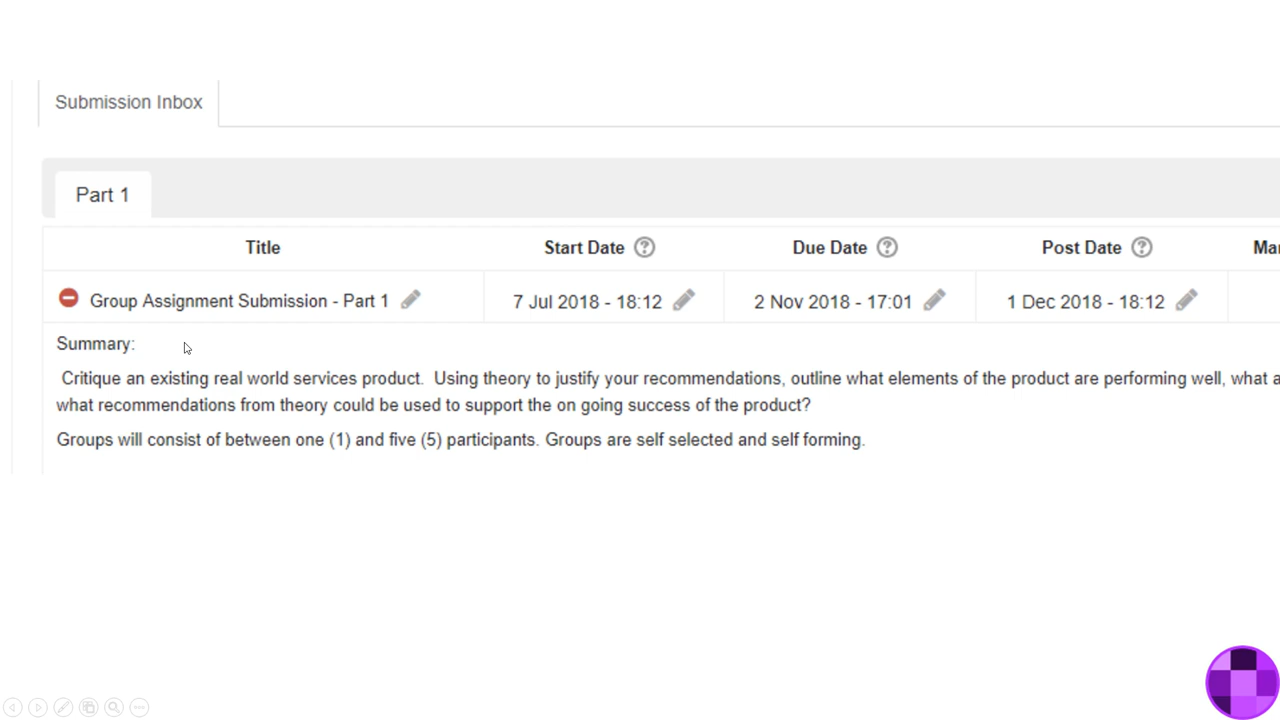 Submission Inbox
Part 1
Title Start Date Due Date Post Date
Group Assignment Submission - Part 1 7 Jul 2018 - 18:12 2 Nov 2018 - 17:01 1 Dec 2018 - 18:12
Summary:
Critique an existing real world services product. Using theory to justify your recommendations, outline what elements of the product are performing well, what
what recommendations from theory could be used to support the on going success of the product?
Groups will consist of between one (1) and five (5) participants. Groups are self selected and self forming.